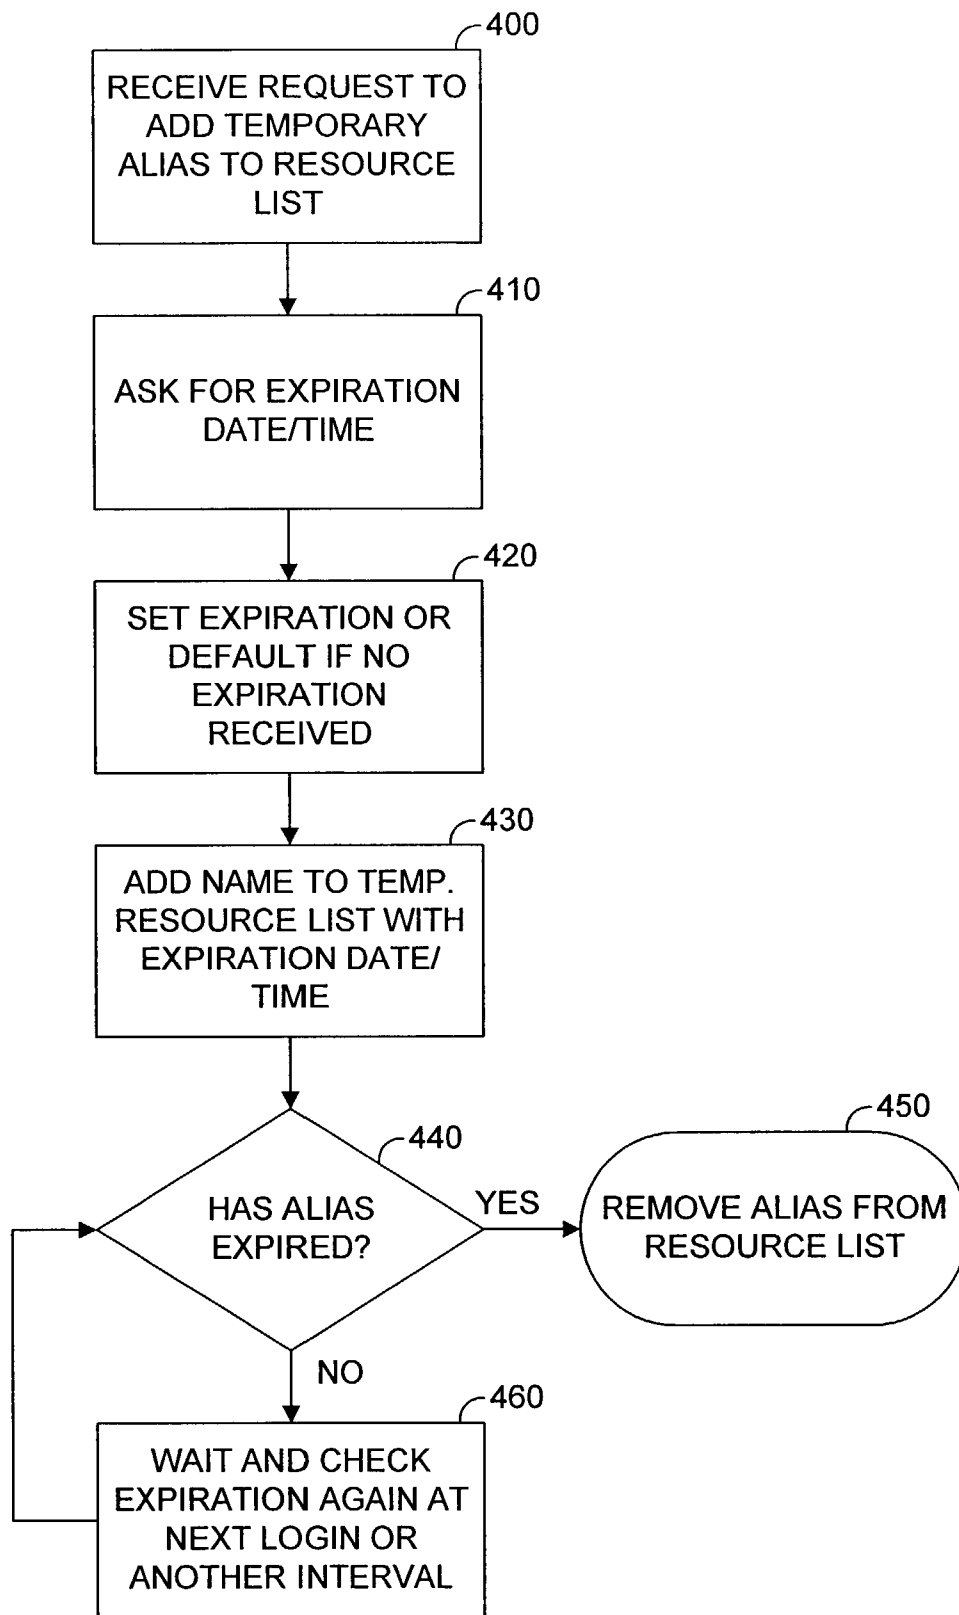 400
RECEIVE REQUEST TO
ADD TEMPORARY
ALIAS TO RESOURCE
LIST
410
ASK FOR EXPIRATION
DATE/TIME
420
SET EXPIRATION OR
DEFAULT IF NO
EXPIRATION
RECEIVED
430
ADD NAME TO TEMP.
RESOURCE LIST WITH
EXPIRATION DATE/
TIME
440
HAS ALIAS
EXPIRED?
YES
450
REMOVE ALIAS FROM
RESOURCE LIST
NO
460
WAIT AND CHECK
EXPIRATION AGAIN AT
NEXT LOGIN OR
ANOTHER INTERVAL